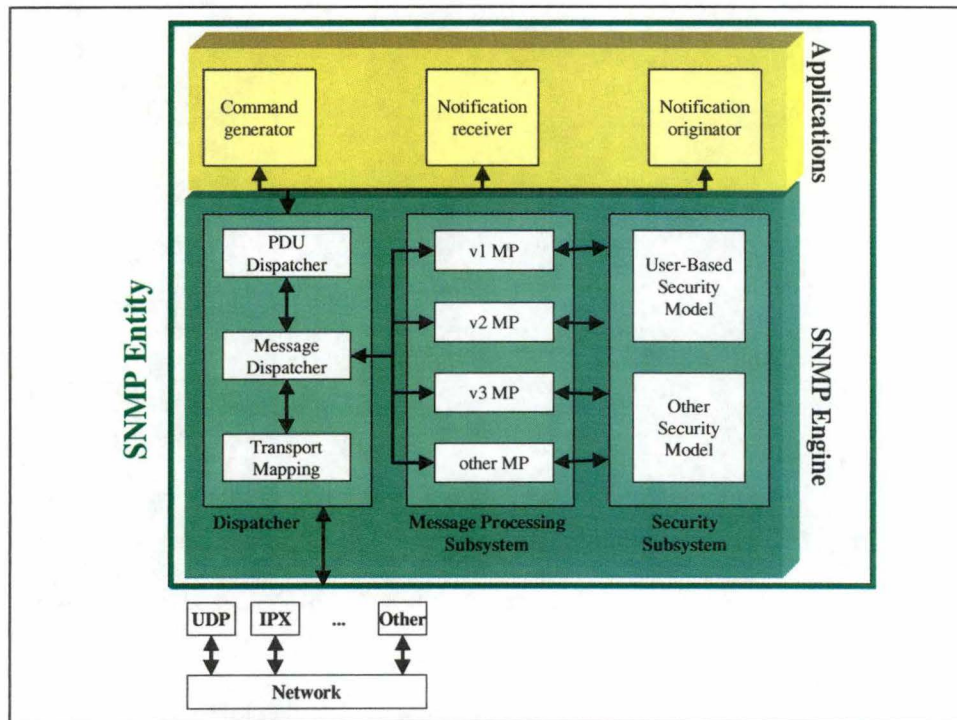 Applications
Command
generator
Notification
receiver
Notification
originator
SNMP Entity
SNMP Engine
PDU
Dispatcher
Message
Dispatcher
Transport
Mapping
Dispatcher
v1 MP
v2 MP
v3 MP
other MP
Message Processing
Subsystem
User-Based
Security
Model
Other
Security
Model
Security
Subsystem
UDP
IPX
...
Other
Network